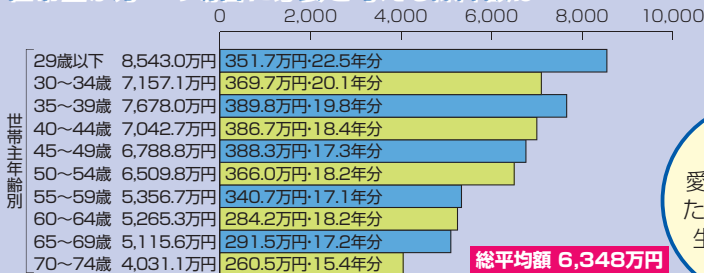 0 2,000 4,000 6,000 8,000 10,000
世帯主年齢別
29歳以下 8,543.0万円 351.7万円・22.5年分
30〜34歳 7,157.1万円 369.7万円・20.1年分
35〜39歳 7,678.0万円 389.8万円・19.8年分
40〜44歳 7,042.7万円 386.7万円・18.4年分
45〜49歳 6,788.8万円 388.3万円・17.3年分
50〜54歳 6,509.8万円 366.0万円・18.2年分
55〜59歳 5,356.7万円 340.7万円・17.1年分
60〜64歳 5,265.3万円 284.2万円・18.2年分
65〜69歳 5,115.6万円 291.5万円・17.2年分
70〜74歳 4,031.1万円 260.5万円・15.4年分
総平均額 6,348万円
愛
た
生